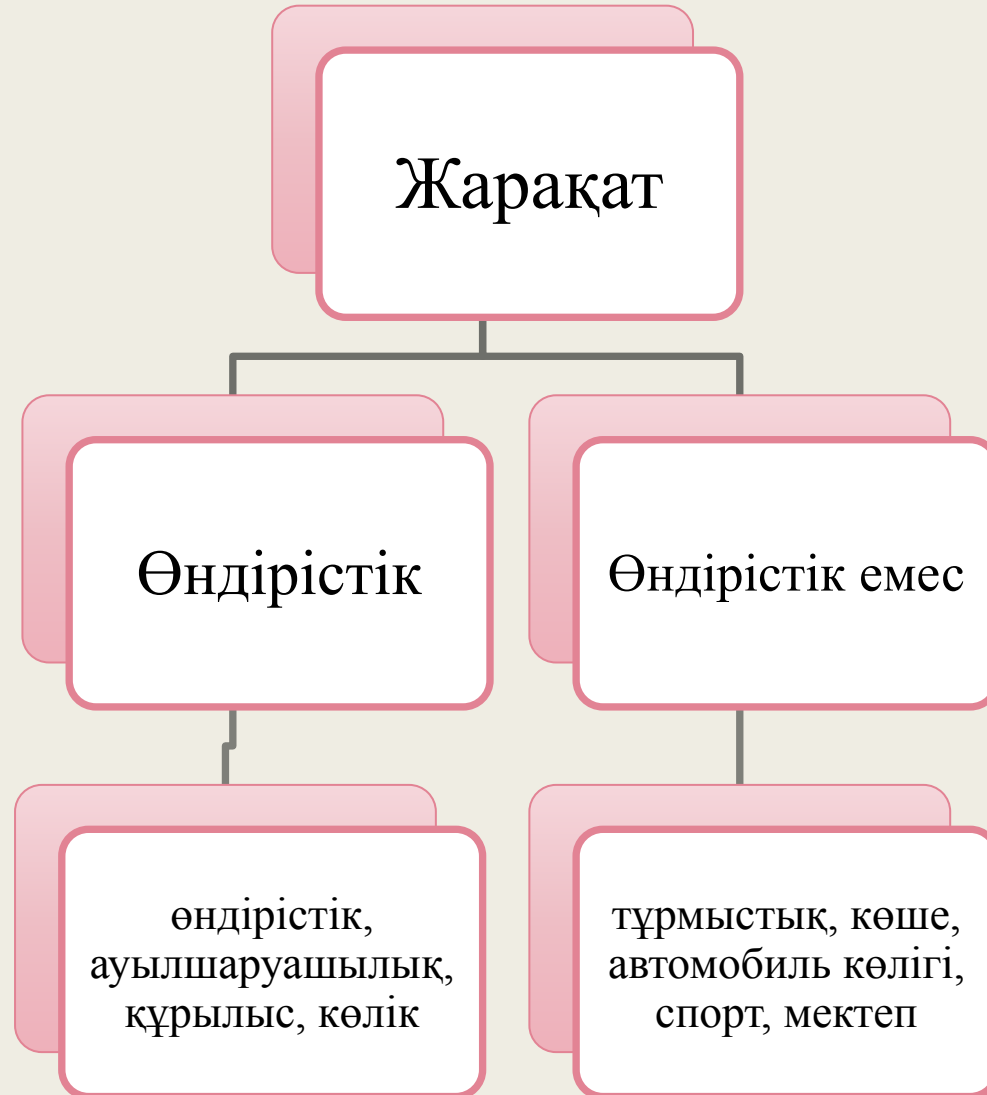 Жарақат
Өндірістік
Өндірістік емес
өндірістік,
ауылшаруашылық,
құрылыс, көлік
тұрмыстық, көше,
автомобиль көлігі,
спорт, мектеп